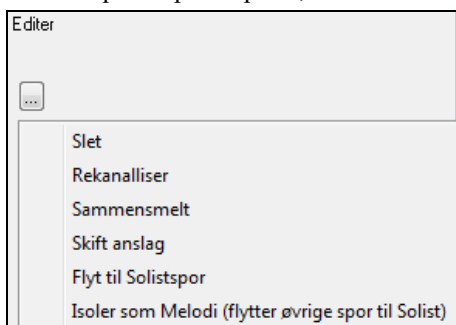 Editer
...
Slet
Rekanalliser
Sammensmelt
Skift anslag
Flyt til Solistspor
Isoler som Melodi (flytter øvrige spor til Solist)